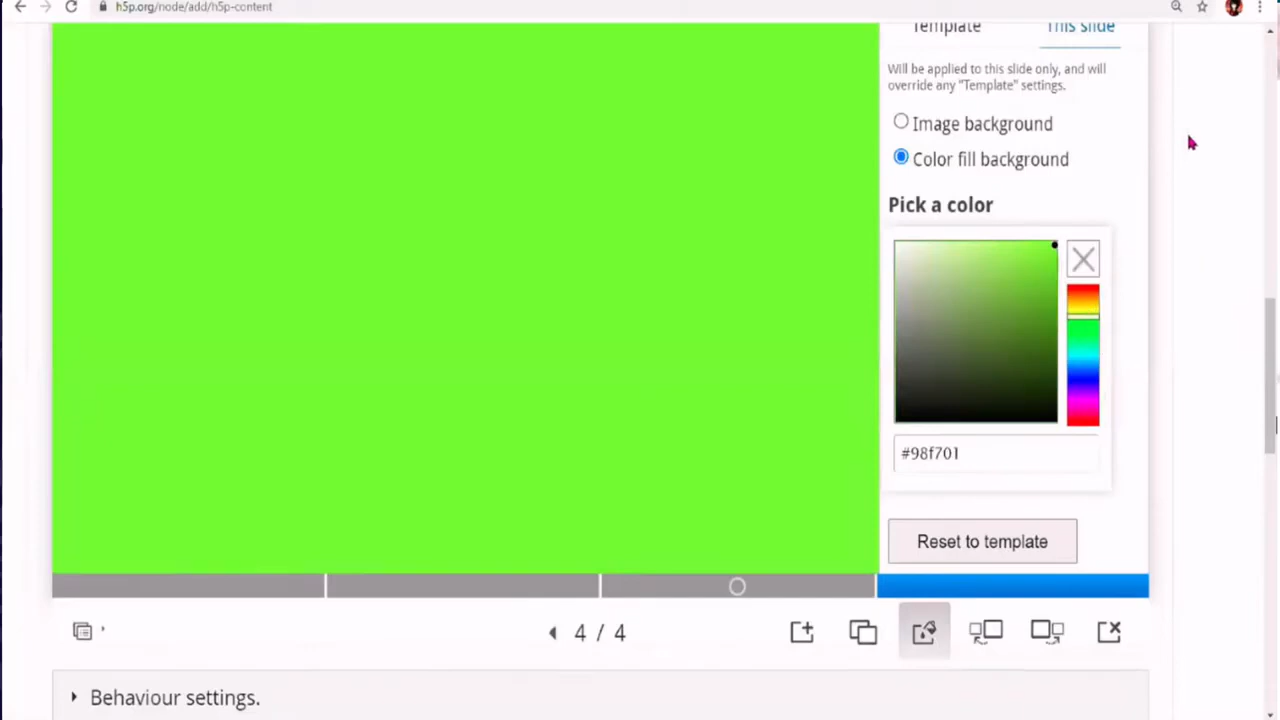 h5p.org/node/add/h5p-content
Template This slide
Will be applied to this slide only, and will
override any "Template" settings.
Image background
Color fill background
Pick a color
#98f701
Reset to template
4 / 4
Behaviour settings.